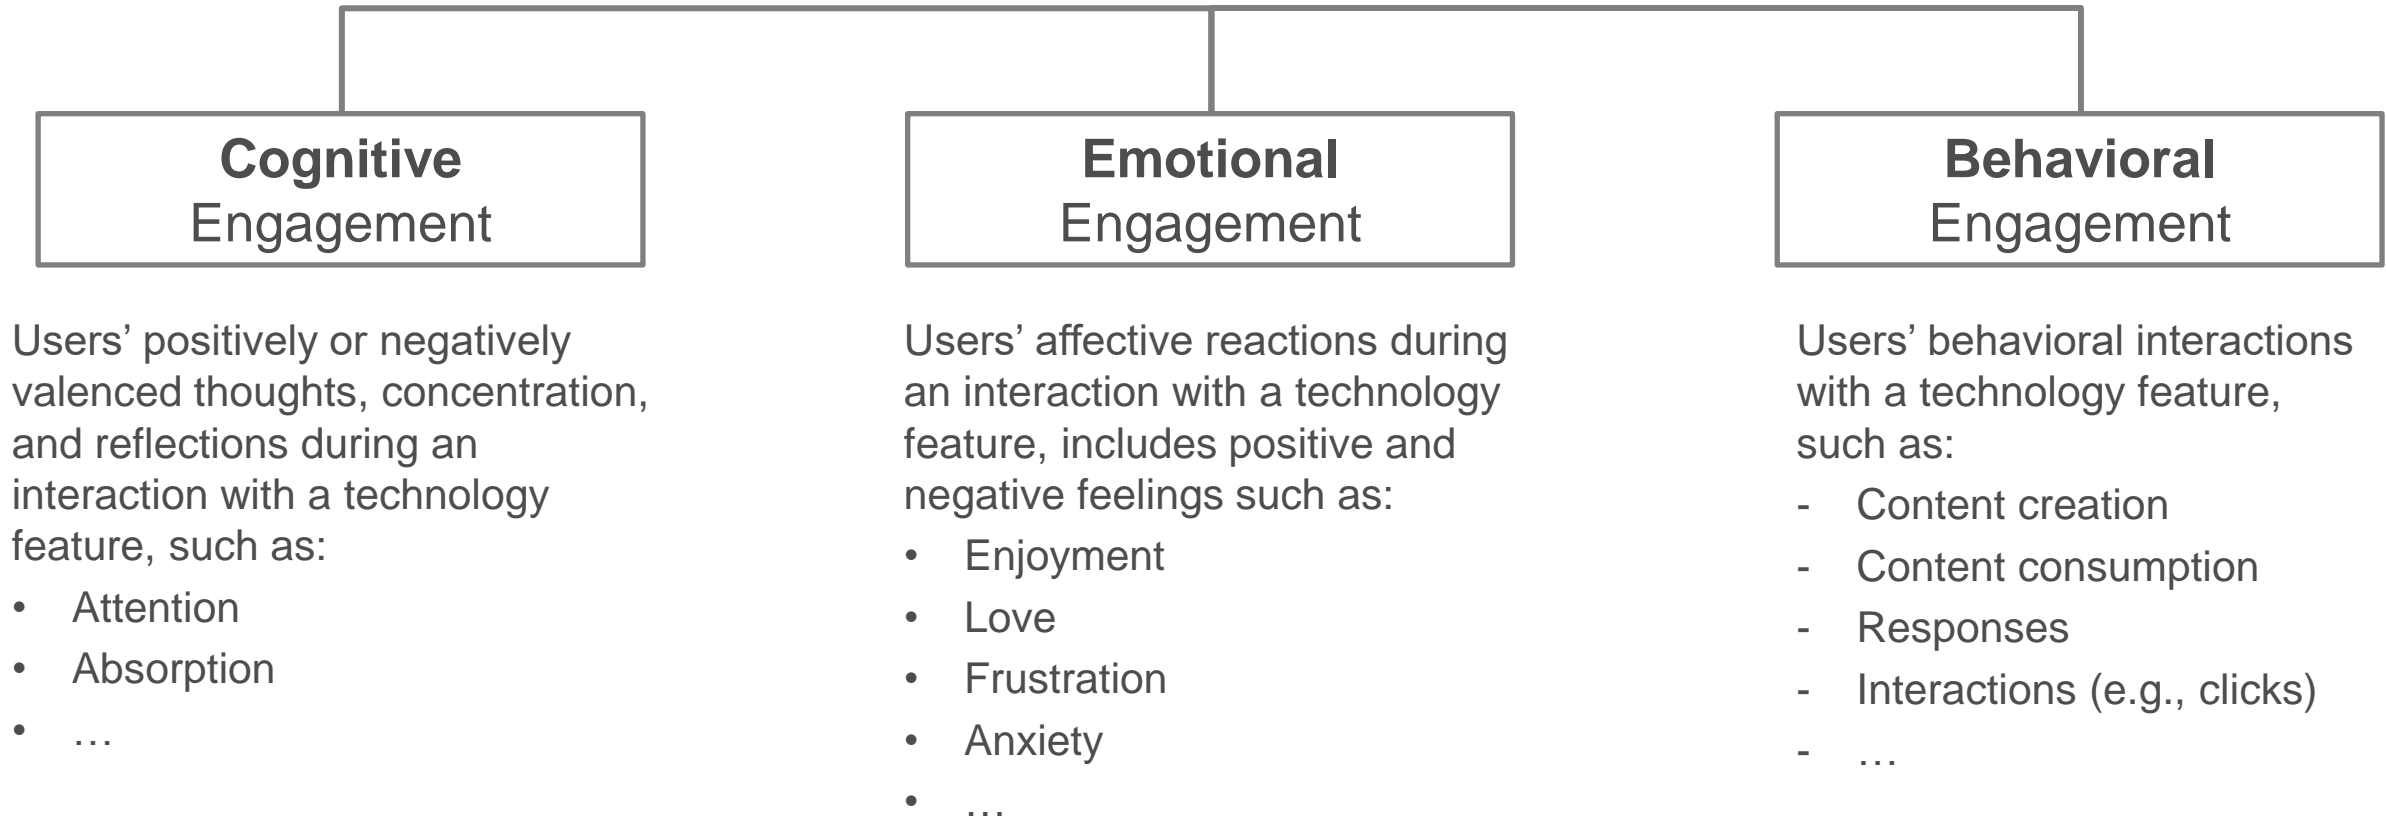 Cognitive
Engagement
Users’ positively or negatively
valenced thoughts, concentration,
and reflections during an
interaction with a technology
feature, such as:
• Attention
• Absorption
• …
Emotional
Engagement
Users’ affective reactions during
an interaction with a technology
feature, includes positive and
negative feelings such as:
• Enjoyment
• Love
• Frustration
• Anxiety
• …
Behavioral
Engagement
Users’ behavioral interactions
with a technology feature,
such as:
- Content creation
- Content consumption
- Responses
- Interactions (e.g., clicks)
- …